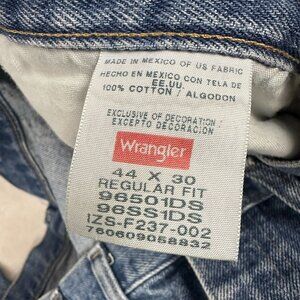 MADE IN MEXICO OF US FABRIC
HECHO EN MEXICO CON TELA DE
EE.UU.
100% COTTON / ALGODON
EXCLUSIVE OF DECORATION/
EXCEPTO DECORACION
Wrangler
44 X 30
REGULAR FIT
96501DS
96SS1DS
IZS-F237-002
760609058832